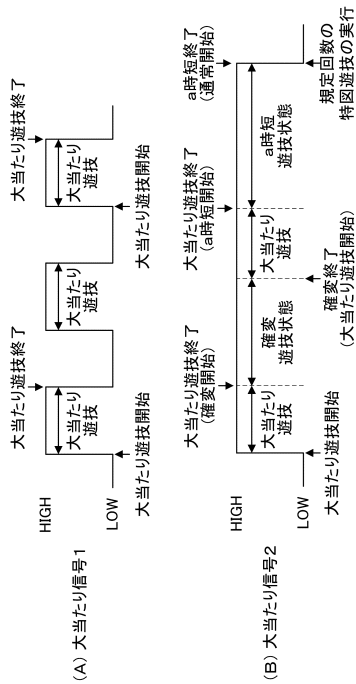 (A) 大当たり信号1
HIGH
LOW
大当たり遊技終了
大当たり
遊技
大当たり遊技開始
大当たり
遊技
大当たり遊技終了
大当たり
遊技
大当たり遊技開始
(B) 大当たり信号2
HIGH
LOW
大当たり遊技終了
(確変開始)
大当たり遊技終了
(a時短開始)
a時短終了
(通常開始)
大当たり
遊技
確変
遊技状態
大当たり
遊技
a時短
遊技状態
大当たり遊技開始
確変終了
(大当たり遊技開始)
規定回数の
特図遊技の実行